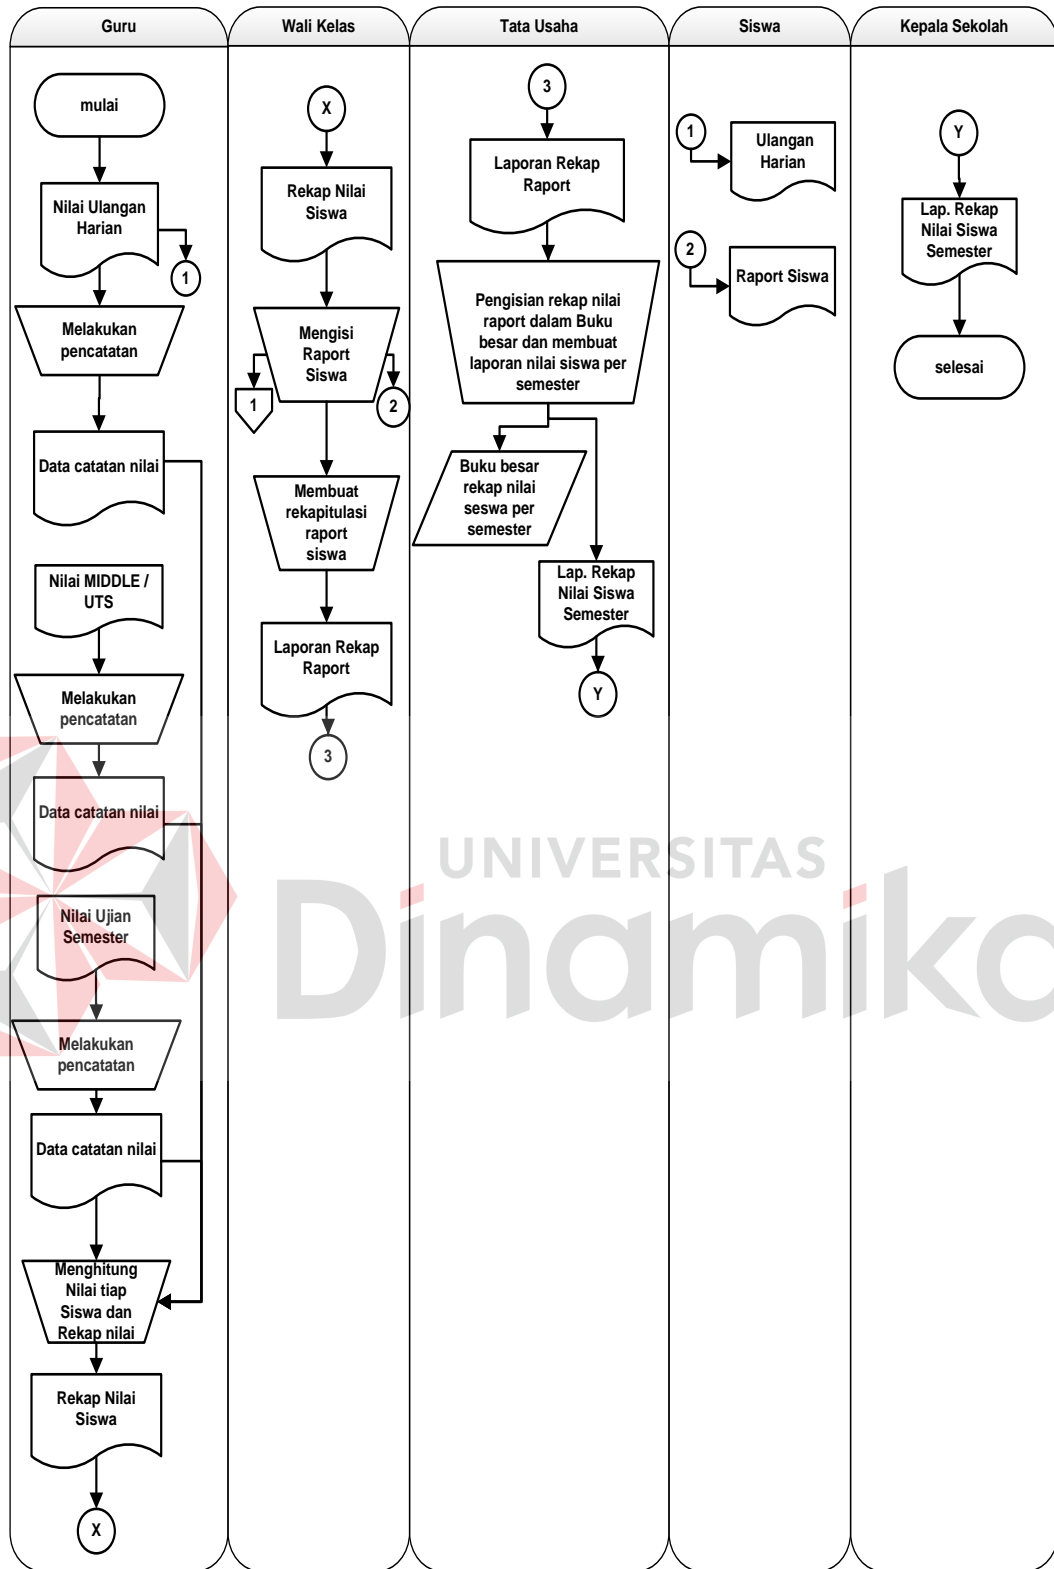 Guru
Wali Kelas
Tata Usaha
Siswa
Kepala Sekolah
mulai
Nilai Ulangan
Harian
1
Melakukan
pencatatan
Data catatan nilai
Nilai MIDDLE /
UTS
Melakukan
pencatatan
Data catatan nilai
Nilai Ujian
Semester
Melakukan
pencatatan
Data catatan nilai
Menghitung
Nilai tiap
Siswa dan
Rekap nilai
Rekap Nilai
Siswa
X
X
Rekap Nilai
Siswa
Mengisi
Raport
Siswa
1
2
Membuat
rekapitulasi
raport
siswa
Laporan Rekap
Raport
3
3
Laporan Rekap
Raport
Pengisian rekap nilai
raport dalam Buku
besar dan membuat
laporan nilai siswa per
semester
Buku besar
rekap nilai
seswa per
semester
Lap. Rekap
Nilai Siswa
Semester
Y
1
Ulangan
Harian
2
Raport Siswa
Y
Lap. Rekap
Nilai Siswa
Semester
selesai
UNIVERSITAS
Dinamika